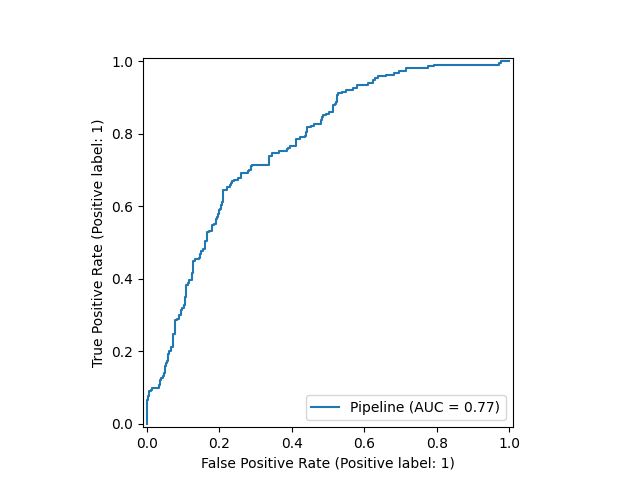 1.0
0.8
0.6
0.4
0.2
0.0
True Positive Rate (Positive label: 1)
Pipeline (AUC = 0.77)
0.0 0.2 0.4 0.6 0.8 1.0
False Positive Rate (Positive label: 1)